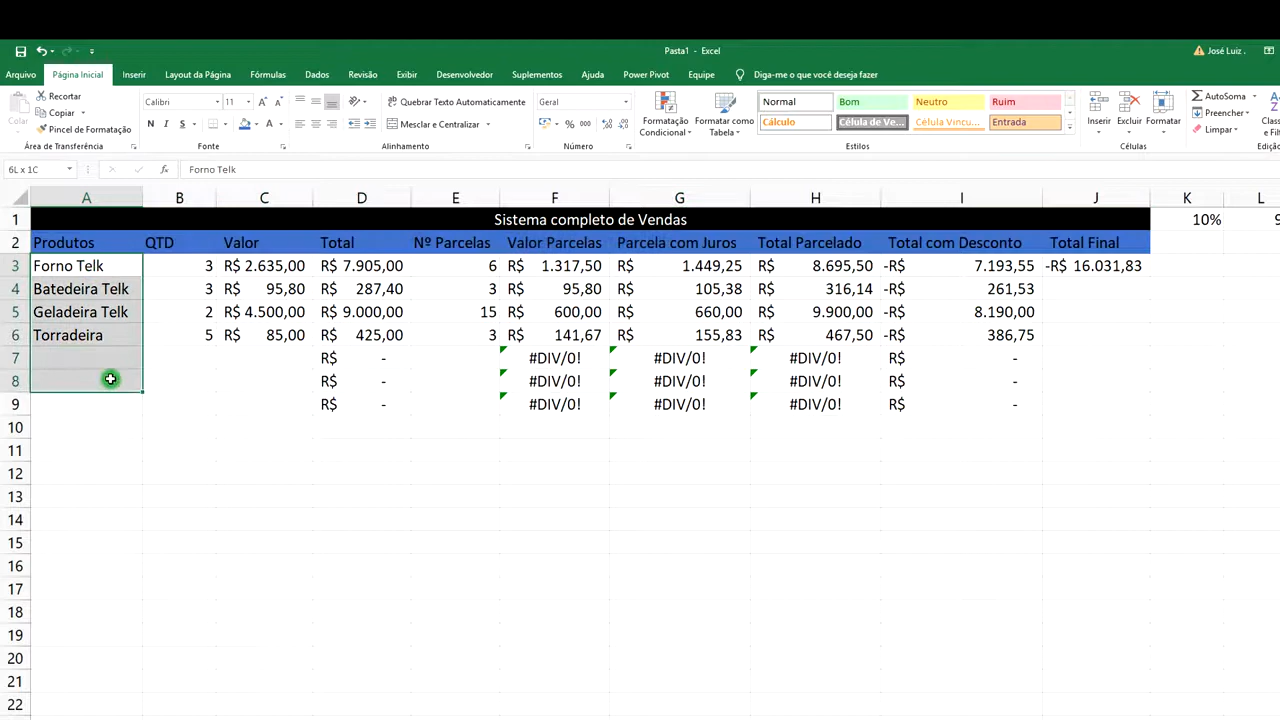 Pasta1 - Excel
José Luiz .
Arquivo Página Inicial Inserir Layout da Página Fórmulas Dados Revisão Exibir Desenvolvedor Suplementos Ajuda Power Pivot Equipe Diga-me o que você deseja fazer
Colar
Recortar
Copiar
Pincel de Formatação
Área de Transferência
Calibri 11
N I S
Fonte
Quebrar Texto Automaticamente
Mesclar e Centralizar
Alinhamento
Geral
% 000
Número
Formatação Condicional
Formatar como Tabela
Normal Bom Neutro Ruim
Cálculo Célula de Ve... Célula Vincu... Entrada
Estilos
Inserir Excluir Formatar
Células
AutoSoma
Preencher
Limpar
6L x 1C fx Forno Telk
A B C D E F G H I J K L
1 Sistema completo de Vendas 10%
2 Produtos QTD Valor Total Nº Parcelas Valor Parcelas Parcela com Juros Total Parcelado Total com Desconto Total Final
3 Forno Telk 3 R$ 2.635,00 R$ 7.905,00 6 R$ 1.317,50 R$ 1.449,25 R$ 8.695,50 -R$ 7.193,55 -R$ 16.031,83
4 Batedeira Telk 3 R$ 95,80 R$ 287,40 3 R$ 95,80 R$ 105,38 R$ 316,14 -R$ 261,53
5 Geladeira Telk 2 R$ 4.500,00 R$ 9.000,00 15 R$ 600,00 R$ 660,00 R$ 9.900,00 -R$ 8.190,00
6 Torradeira 5 R$ 85,00 R$ 425,00 3 R$ 141,67 R$ 155,83 R$ 467,50 -R$ 386,75
7 R$ - #DIV/0! #DIV/0! #DIV/0! R$ -
8 R$ - #DIV/0! #DIV/0! #DIV/0! R$ -
9 R$ - #DIV/0! #DIV/0! #DIV/0! R$ -
10
11
12
13
14
15
16
17
18
19
20
21
22